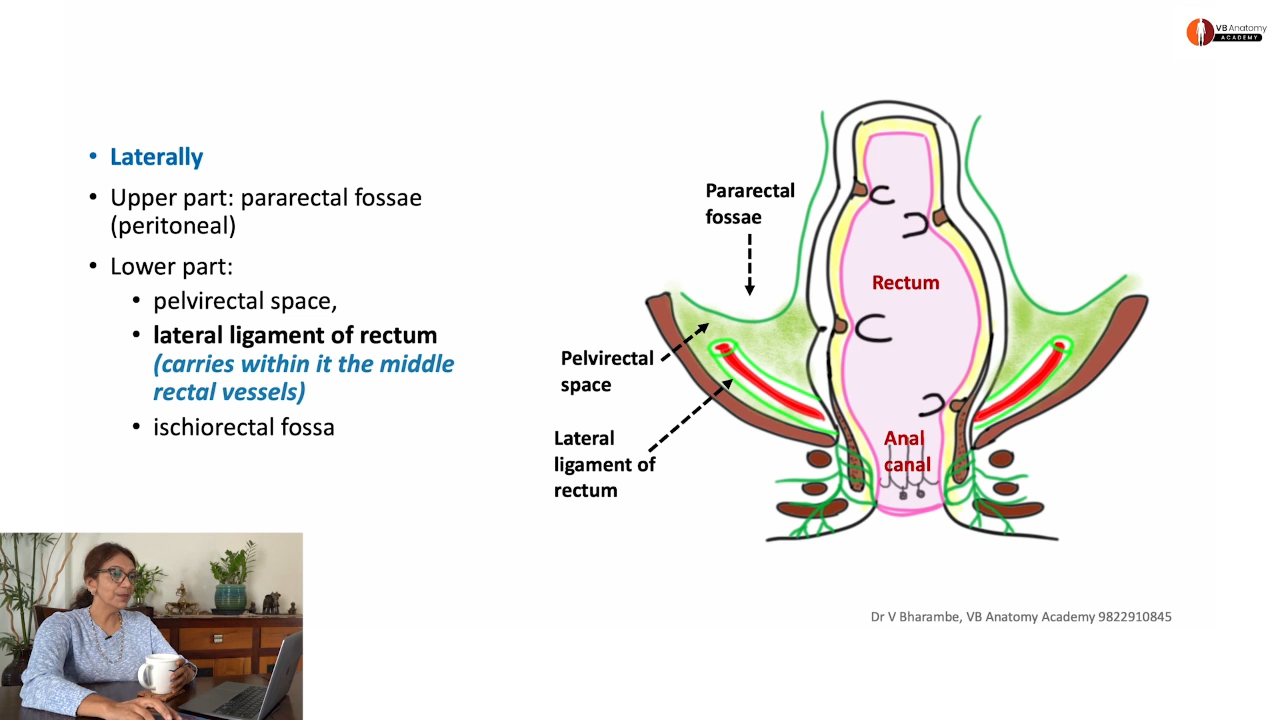 VB Anatomy
ACADEMY
• Laterally
• Upper part: pararectal fossae
(peritoneal)
• Lower part:
• pelvirectal space,
• lateral ligament of rectum
(carries within it the middle
rectal vessels)
• ischiorectal fossa
Pararectal
fossae
Rectum
Pelvirectal
space
Lateral
ligament of
rectum
Anal
canal
Dr V Bharambe, VB Anatomy Academy 9822910845